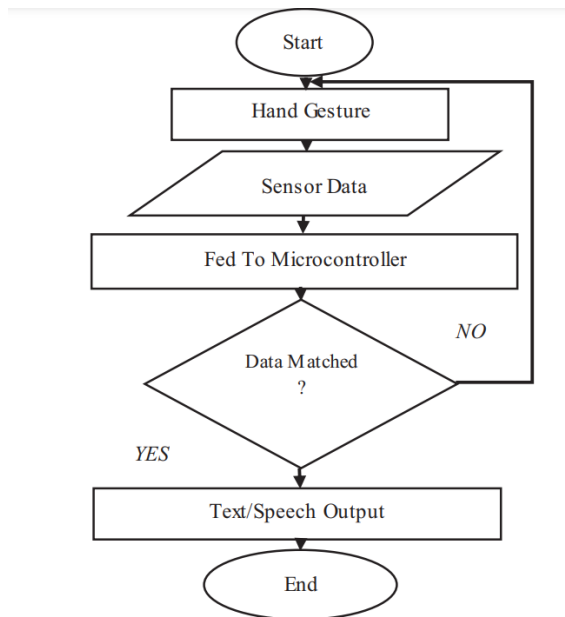 Start
Hand Gesture
Sensor Data
Fed To Microcontroller
NO
Data Matched
?
YES
Text/Speech Output
End